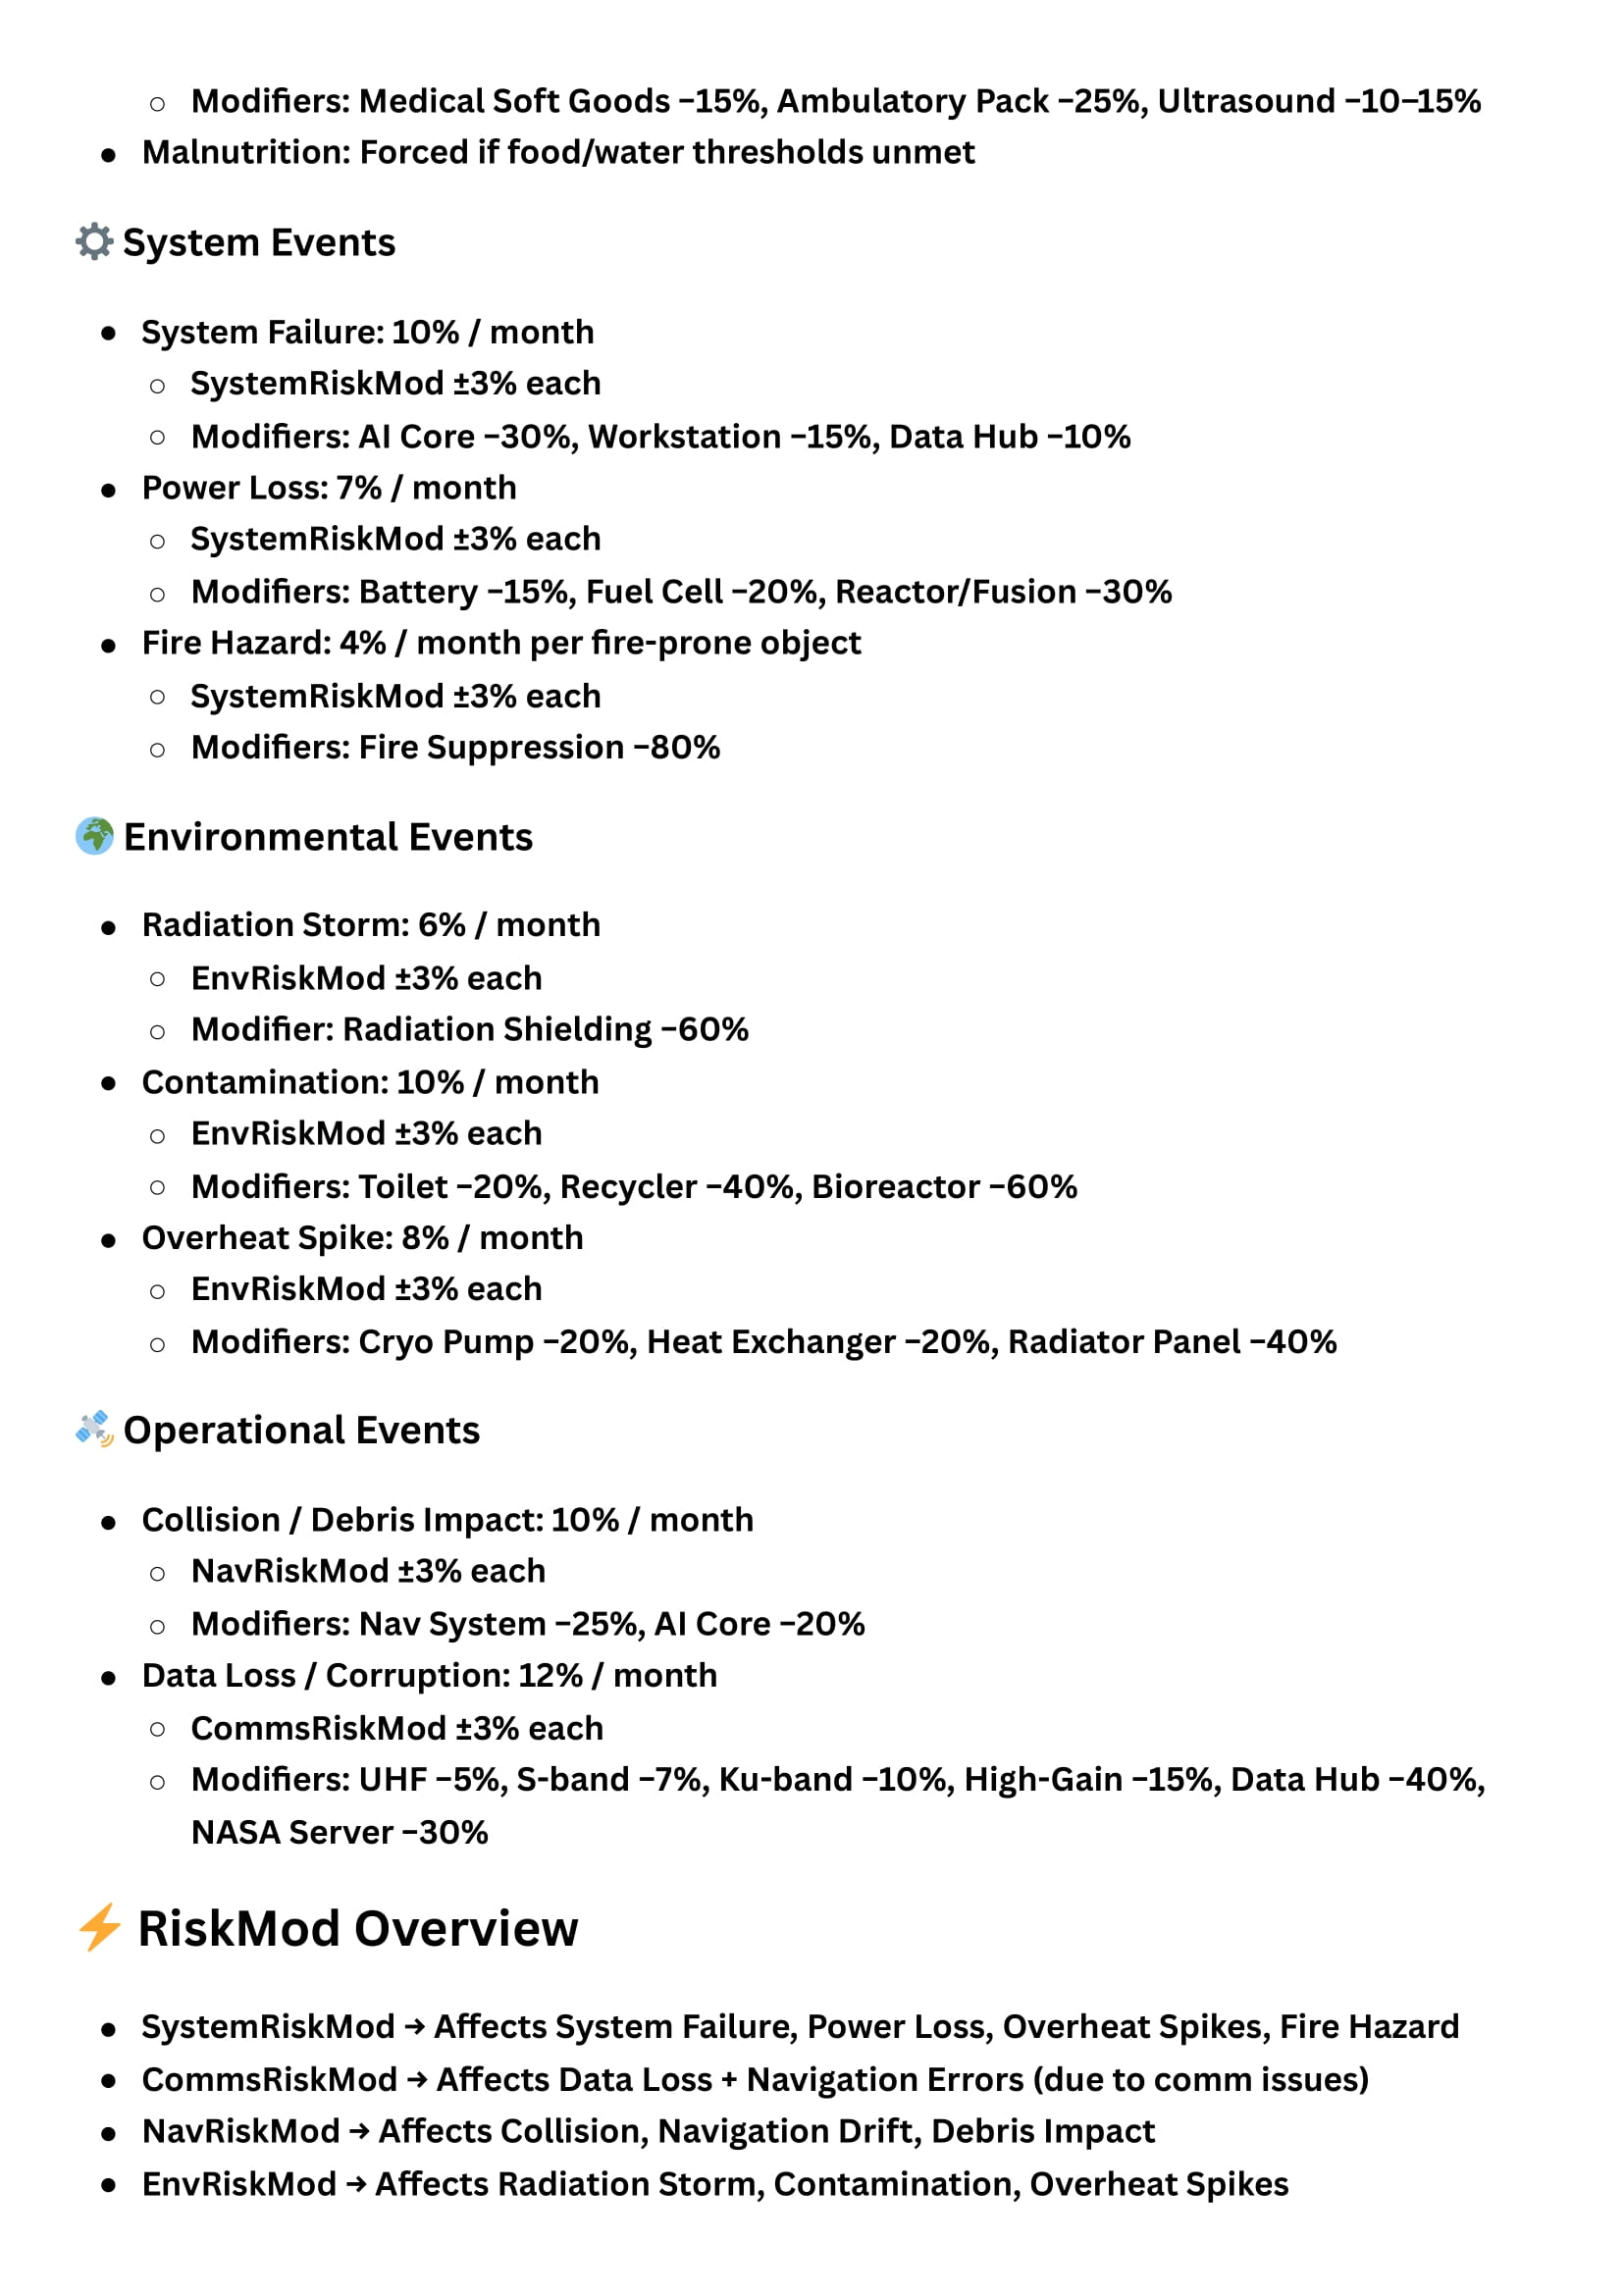 Modifiers: Medical Soft Goods −15%, Ambulatory Pack −25%, Ultrasound −10–15%
Malnutrition: Forced if food/water thresholds unmet
System Events
System Failure: 10% / month
SystemRiskMod ±3% each
Modifiers: AI Core −30%, Workstation −15%, Data Hub −10%
Power Loss: 7% / month
SystemRiskMod ±3% each
Modifiers: Battery −15%, Fuel Cell −20%, Reactor/Fusion −30%
Fire Hazard: 4% / month per fire-prone object
SystemRiskMod ±3% each
Modifiers: Fire Suppression −80%
Environmental Events
Radiation Storm: 6% / month
EnvRiskMod ±3% each
Modifier: Radiation Shielding −60%
Contamination: 10% / month
EnvRiskMod ±3% each
Modifiers: Toilet −20%, Recycler −40%, Bioreactor −60%
Overheat Spike: 8% / month
EnvRiskMod ±3% each
Modifiers: Cryo Pump −20%, Heat Exchanger −20%, Radiator Panel −40%
Operational Events
Collision / Debris Impact: 10% / month
NavRiskMod ±3% each
Modifiers: Nav System −25%, AI Core −20%
Data Loss / Corruption: 12% / month
CommsRiskMod ±3% each
Modifiers: UHF −5%, S-band −7%, Ku-band −10%, High-Gain −15%, Data Hub −40%,
NASA Server −30%
RiskMod Overview
SystemRiskMod → Affects System Failure, Power Loss, Overheat Spikes, Fire Hazard
CommsRiskMod → Affects Data Loss + Navigation Errors (due to comm issues)
NavRiskMod → Affects Collision, Navigation Drift, Debris Impact
EnvRiskMod → Affects Radiation Storm, Contamination, Overheat Spikes